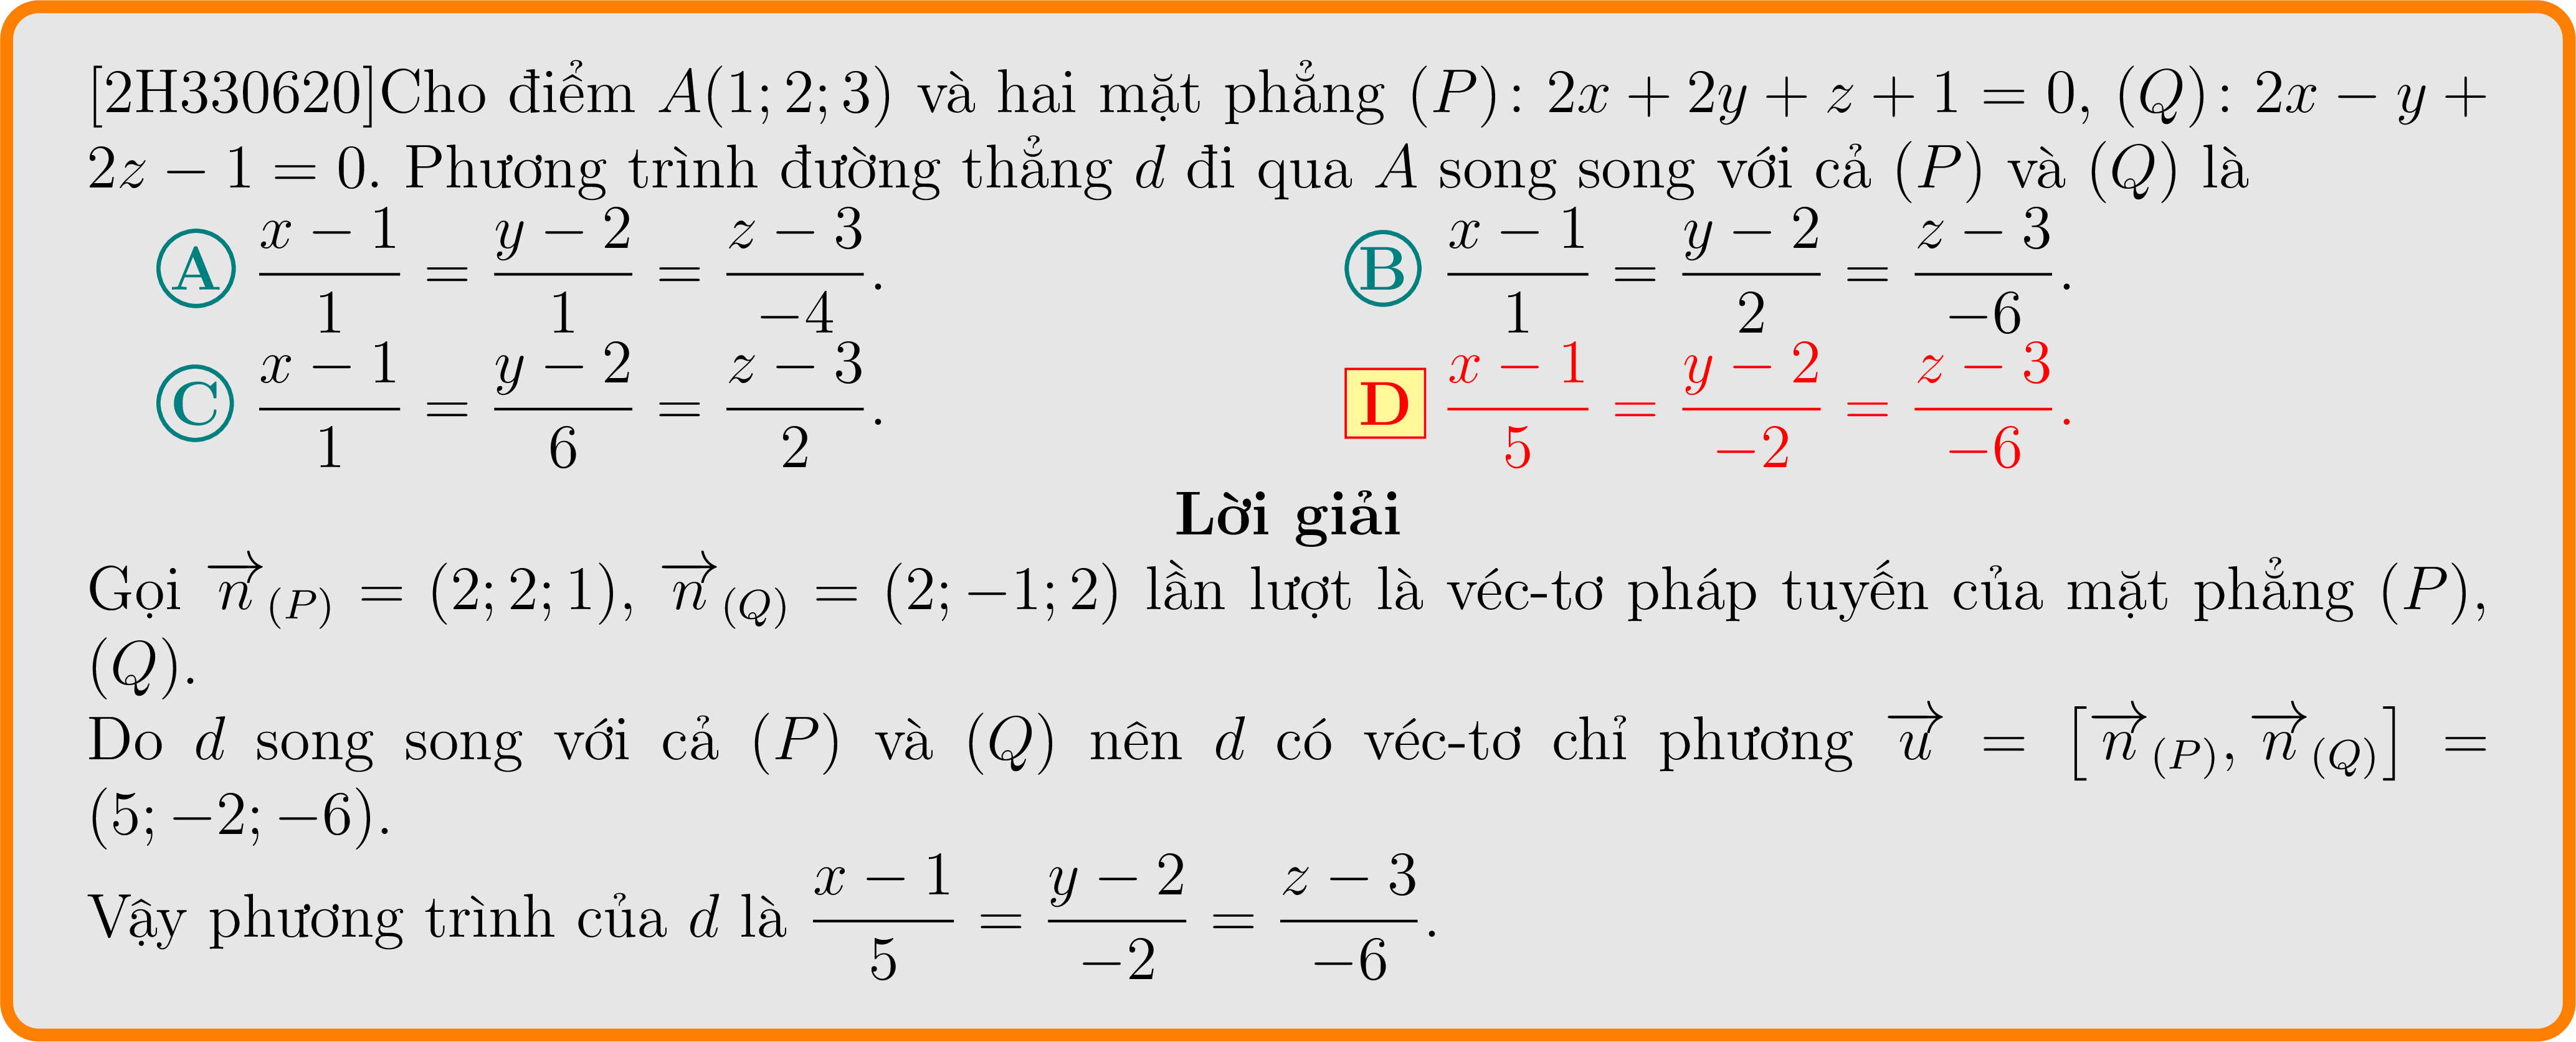 [2H330620]Cho điểm A(1; 2; 3) và hai mặt phẳng (P): 2x + 2y + z + 1 = 0, (Q): 2x − y +
2z − 1 = 0. Phương trình đường thẳng d đi qua A song song với cả (P) và (Q) là
A $\frac{x-1}{1} = \frac{y-2}{1} = \frac{z-3}{-4}$. B $\frac{x-1}{1} = \frac{y-2}{2} = \frac{z-3}{-6}$.
C $\frac{x-1}{1} = \frac{y-2}{6} = \frac{z-3}{2}$. D $\frac{x-1}{5} = \frac{y-2}{-2} = \frac{z-3}{-6}$.
Lời giải
Gọi $\overrightarrow{n}_{(P)}$ = (2; 2; 1), $\overrightarrow{n}_{(Q)}$ = (2; −1; 2) lần lượt là véc-tơ pháp tuyến của mặt phẳng (P),
(Q).
Do d song song với cả (P) và (Q) nên d có véc-tơ chỉ phương $\overrightarrow{u}$ = [$\overrightarrow{n}_{(P)}$, $\overrightarrow{n}_{(Q)}$] =
(5; −2; −6).
Vậy phương trình của d là $\frac{x-1}{5} = \frac{y-2}{-2} = \frac{z-3}{-6}$.